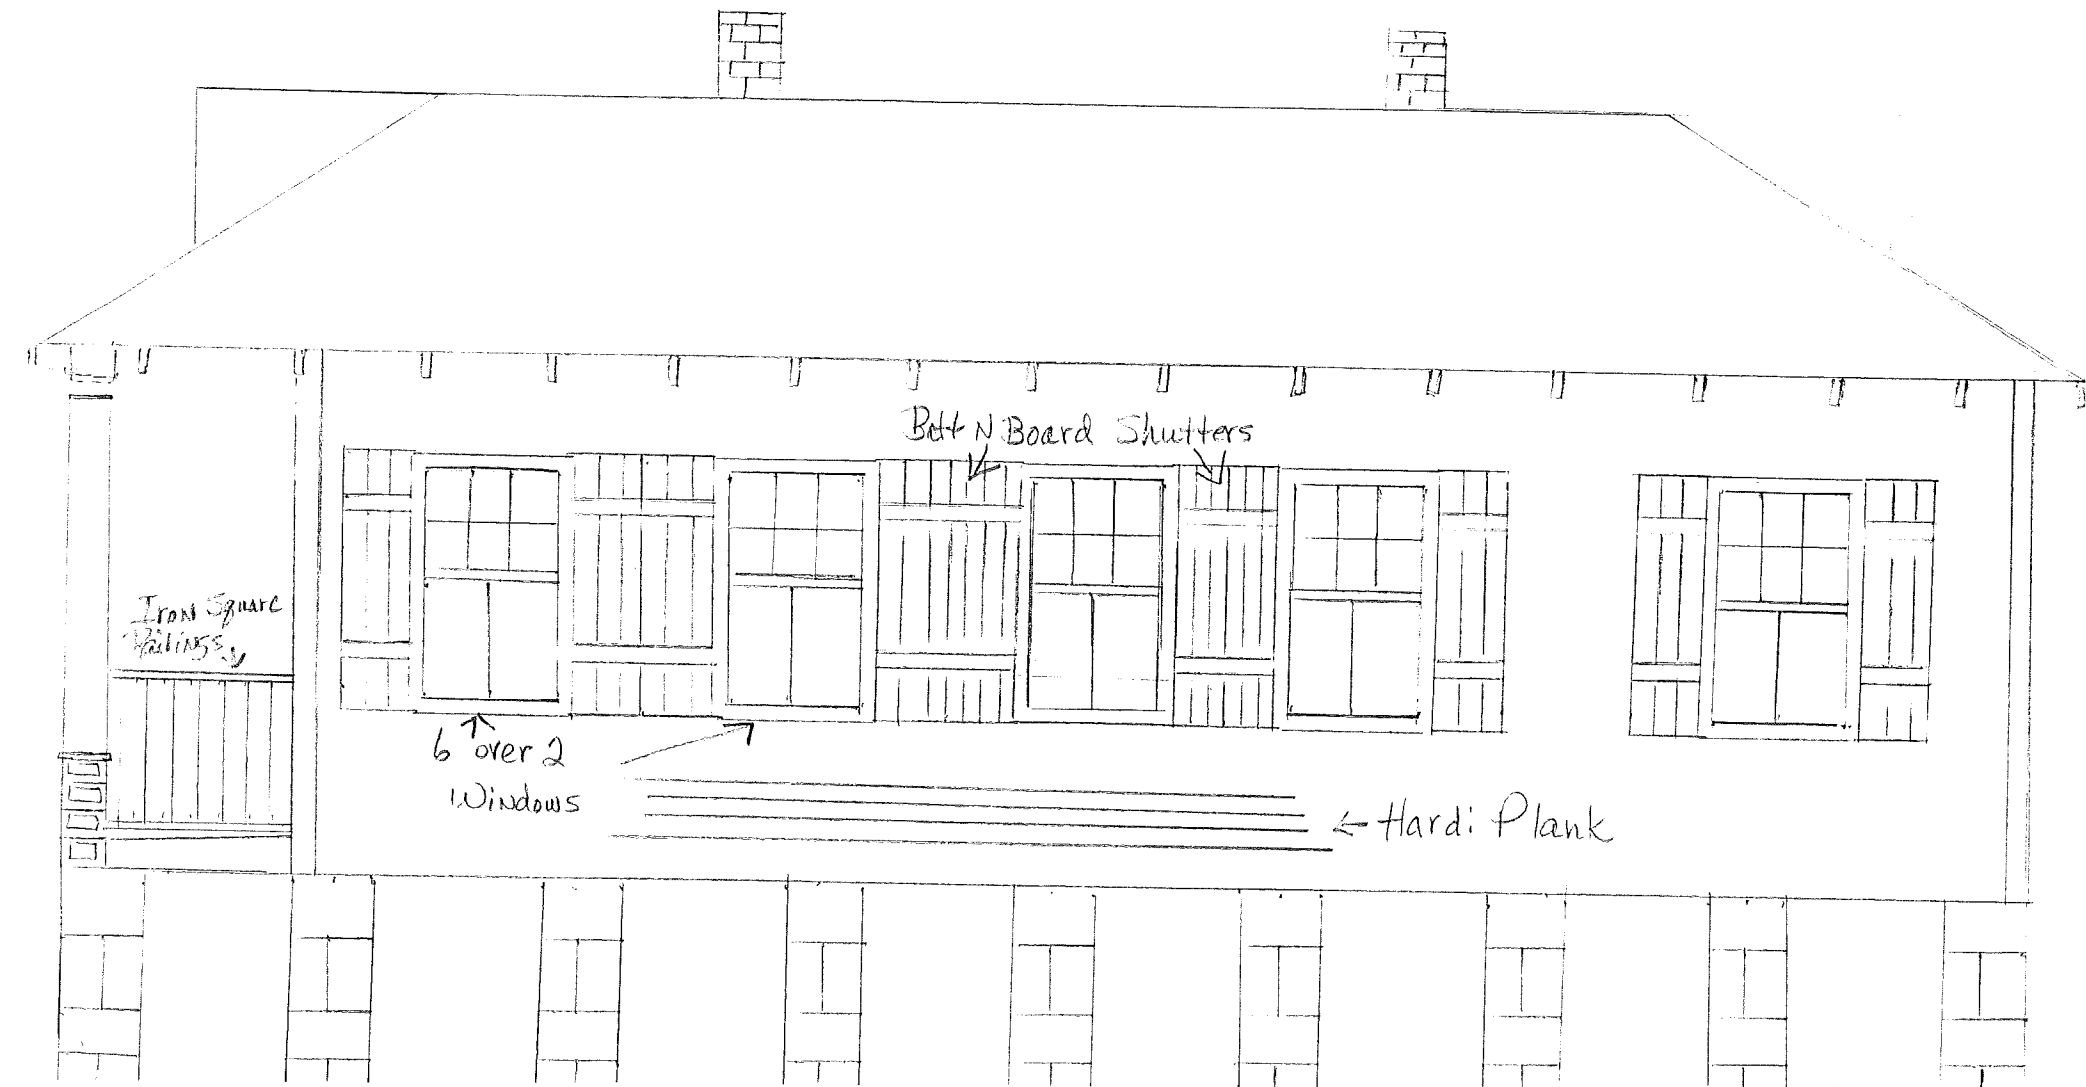 Batt N Board Shutters
Iron Square
Railings
6 over 2
Windows
← Hardi Plank